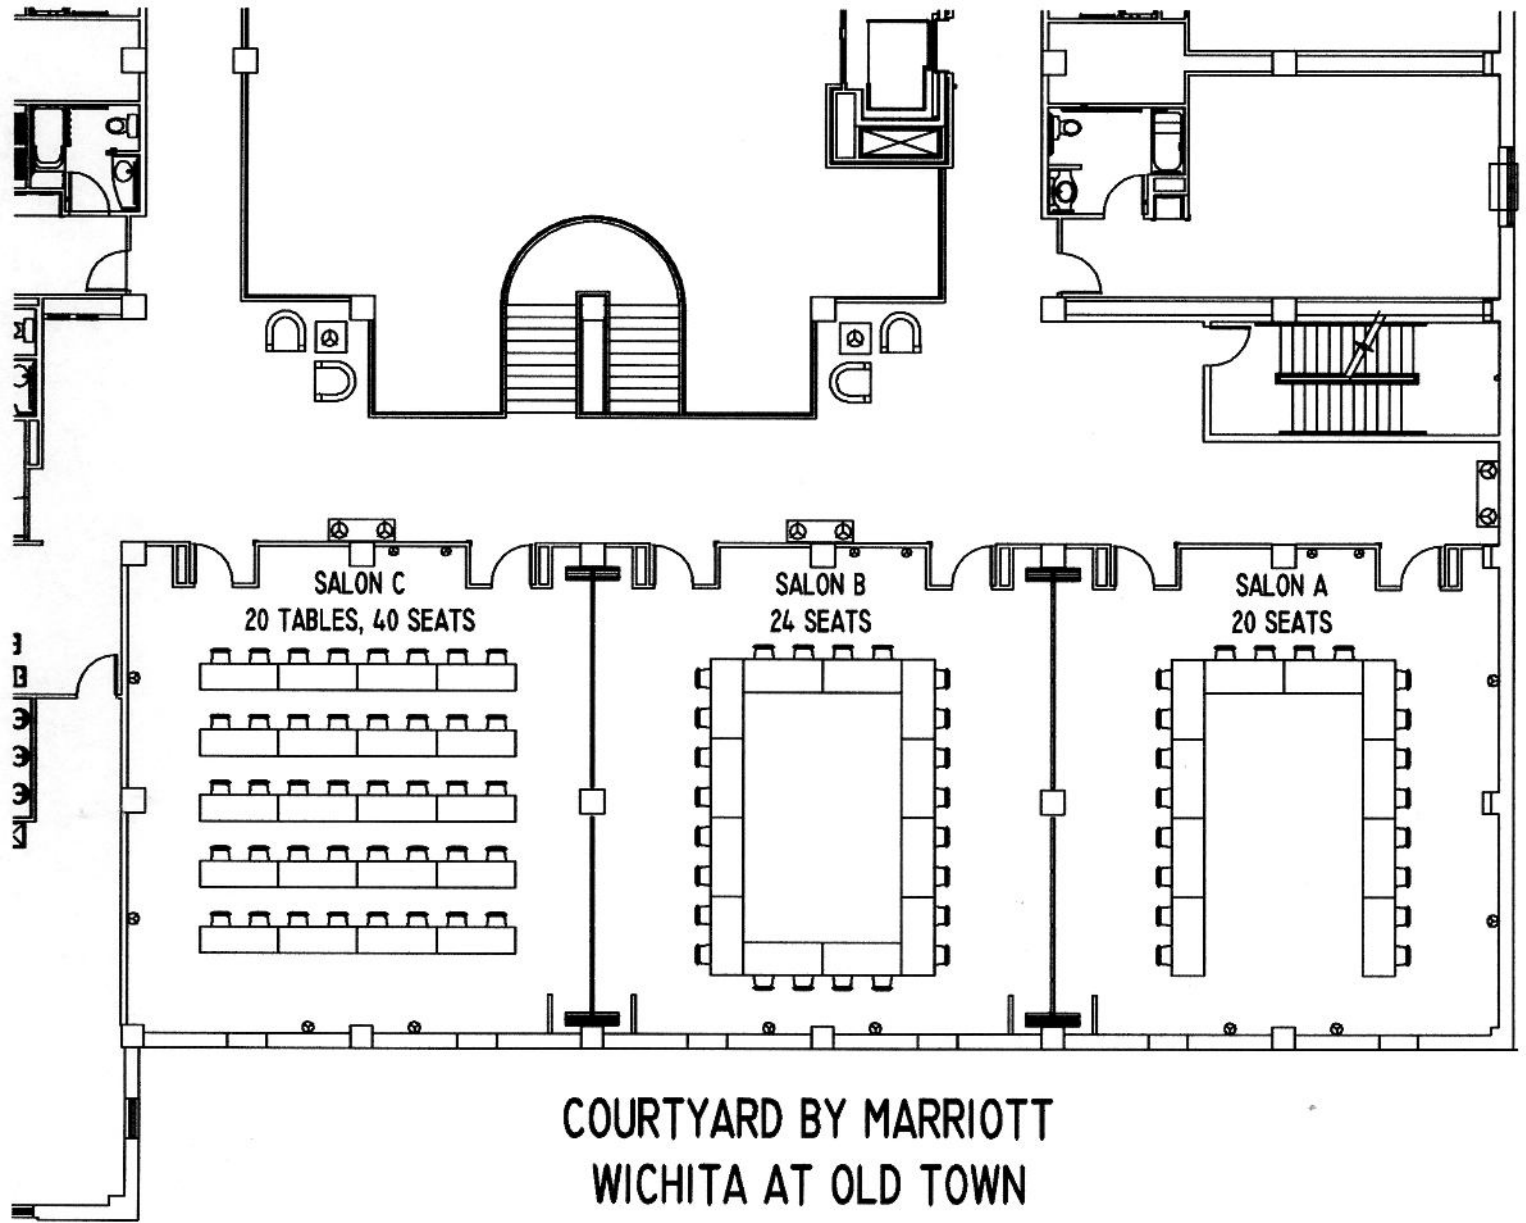 SALON C
20 TABLES, 40 SEATS
SALON B
24 SEATS
SALON A
20 SEATS
COURTYARD BY MARRIOTT
WICHITA AT OLD TOWN